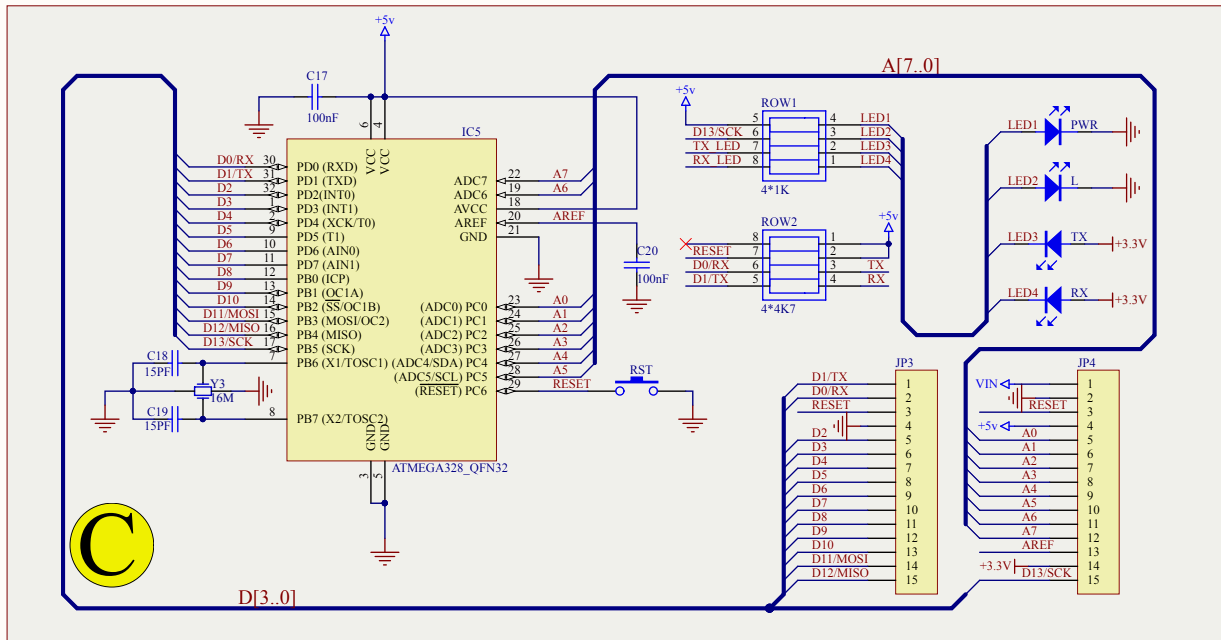 +5v
A[7..0]
C17
100nF
6
4
VCC
VCC
IC5
D0/RX 30 PD0 (RXD)
D1/TX 31 PD1 (TXD)
D2 32 PD2(INT0)
D3 1 PD3 (INT1)
D4 2 PD4 (XCK/T0)
D5 9 PD5 (T1)
D6 10 PD6 (AIN0)
D7 11 PD7 (AIN1)
D8 12 PB0 (ICP)
D9 13 PB1 (OC1A)
D10 14 PB2 (SS/OC1B)
D11/MOSI 15 PB3 (MOSI/OC2)
D12/MISO 16 PB4 (MISO)
D13/SCK 17 PB5 (SCK)
7 PB6 (X1/TOSC1)
8 PB7 (X2/TOSC2)
ADC7 22 A7
ADC6 19 A6
AVCC 18
AREF 20 AREF
GND 21
(ADC0) PC0 23 A0
(ADC1) PC1 24 A1
(ADC2) PC2 25 A2
(ADC3) PC3 26 A3
(ADC4/SDA) PC4 27 A4
(ADC5/SCL) PC5 28 A5
(RESET) PC6 29 RESET
GND
GND
3
5
ATMEGA328_QFN32
C18
15PF
Y3
16M
C19
15PF
C20
100nF
RST
+5v
ROW1
5 4 LED1
D13/SCK 6 3 LED2
TX LED 7 2 LED3
RX LED 8 1 LED4
4*1K
ROW2
+5v
8 1
RESET 7 2
D0/RX 6 3 TX
D1/TX 5 4 RX
4*4K7
LED1 PWR
LED2 L
LED3 TX +3.3V
LED4 RX +3.3V
JP3
D1/TX 1
D0/RX 2
RESET 3
4
D2 5
D3 6
D4 7
D5 8
D6 9
D7 10
D8 11
D9 12
D10 13
D11/MOSI 14
D12/MISO 15
JP4
VIN 1
2
RESET 3
+5v 4
A0 5
A1 6
A2 7
A3 8
A4 9
A5 10
A6 11
A7 12
AREF 13
+3.3V 14
D13/SCK 15
C
D[3..0]